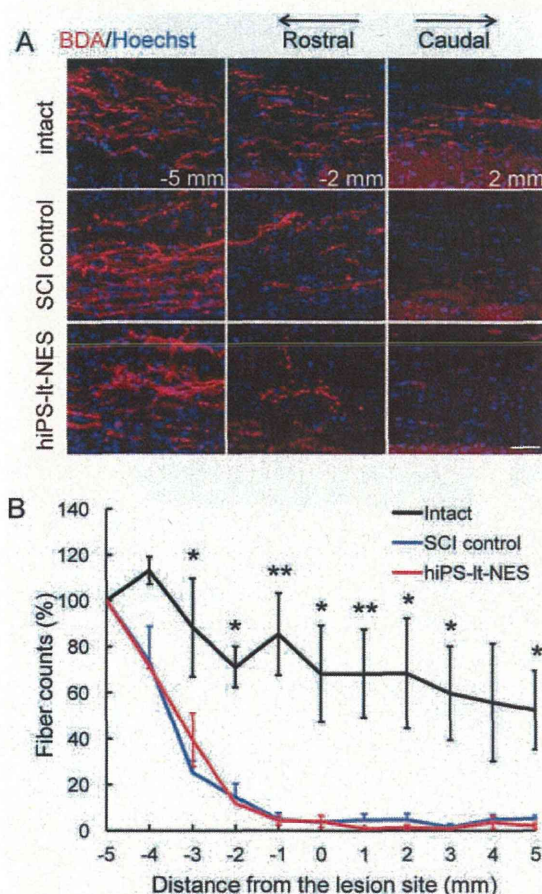 A BDA/Hoechst Rostral Caudal
intact
-5 mm -2 mm 2 mm
SCI control
hiPS-lt-NES
B
140
120
100
80
60
40
20
0
Fiber counts (%)
Intact
SCI control
hiPS-lt-NES
* * ** * ** * * *
-5 -4 -3 -2 -1 0 1 2 3 4 5
Distance from the lesion site (mm)